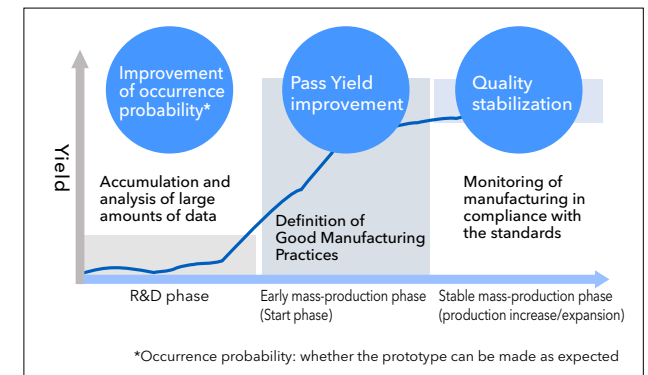 Improvement
of occurrence
probability*
Pass Yield
improvement
Quality
stabilization
Yield
Accumulation and
analysis of large
amounts of data
Definition of
Good Manufacturing
Practices
Monitoring of
manufacturing in
compliance with
the standards
R&D phase
Early mass-production phase
(Start phase)
Stable mass-production phase
(production increase/expansion)
*Occurrence probability: whether the prototype can be made as expected